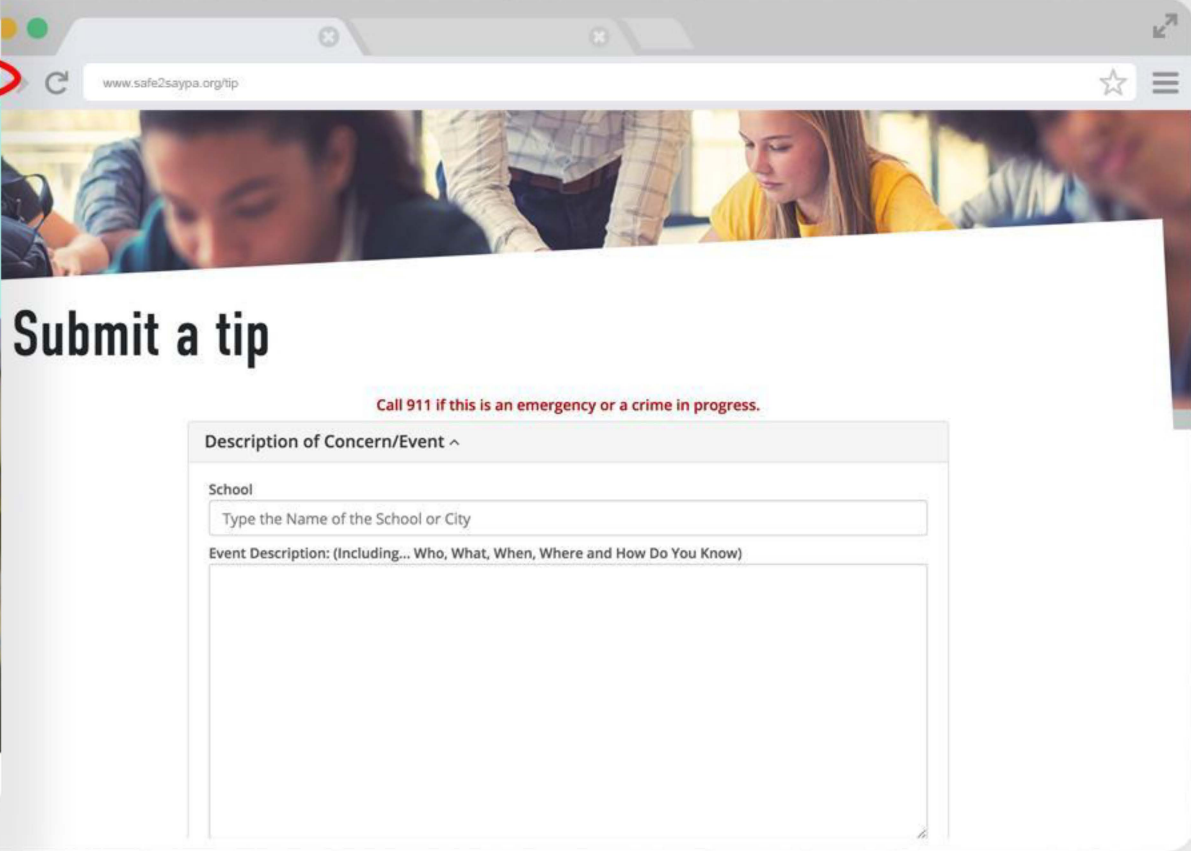 www.safe2saypa.org/tip
Submit a tip
Call 911 if this is an emergency or a crime in progress.
Description of Concern/Event
School
Type the Name of the School or City
Event Description: (Including... Who, What, When, Where and How Do You Know)